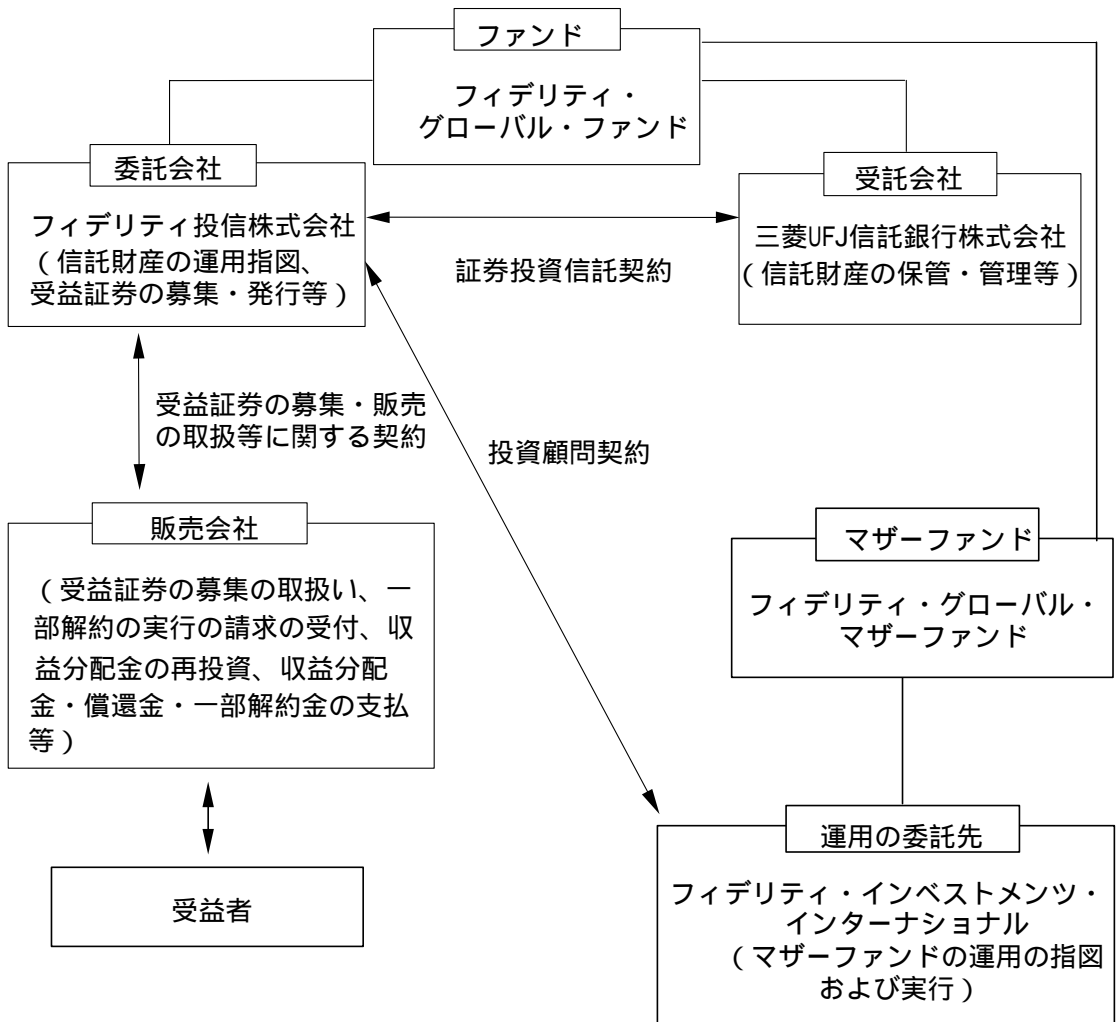 ファンド
フィデリティ・
グローバル・ファンド
委託会社
フィデリティ投信株式会社
(信託財産の運用指図、
受益証券の募集・発行等)
受託会社
三菱UFJ信託銀行株式会社
(信託財産の保管・管理等)
証券投資信託契約
受益証券の募集・販売
の取扱等に関する契約
投資顧問契約
販売会社
(受益証券の募集の取扱い、一
部解約の実行の請求の受付、収
益分配金の再投資、収益分配
金・償還金・一部解約金の支払
等)
マザーファンド
フィデリティ・グローバル・
マザーファンド
受益者
運用の委託先
フィデリティ・インベストメンツ・
インターナショナル
(マザーファンドの運用の指図
および実行)